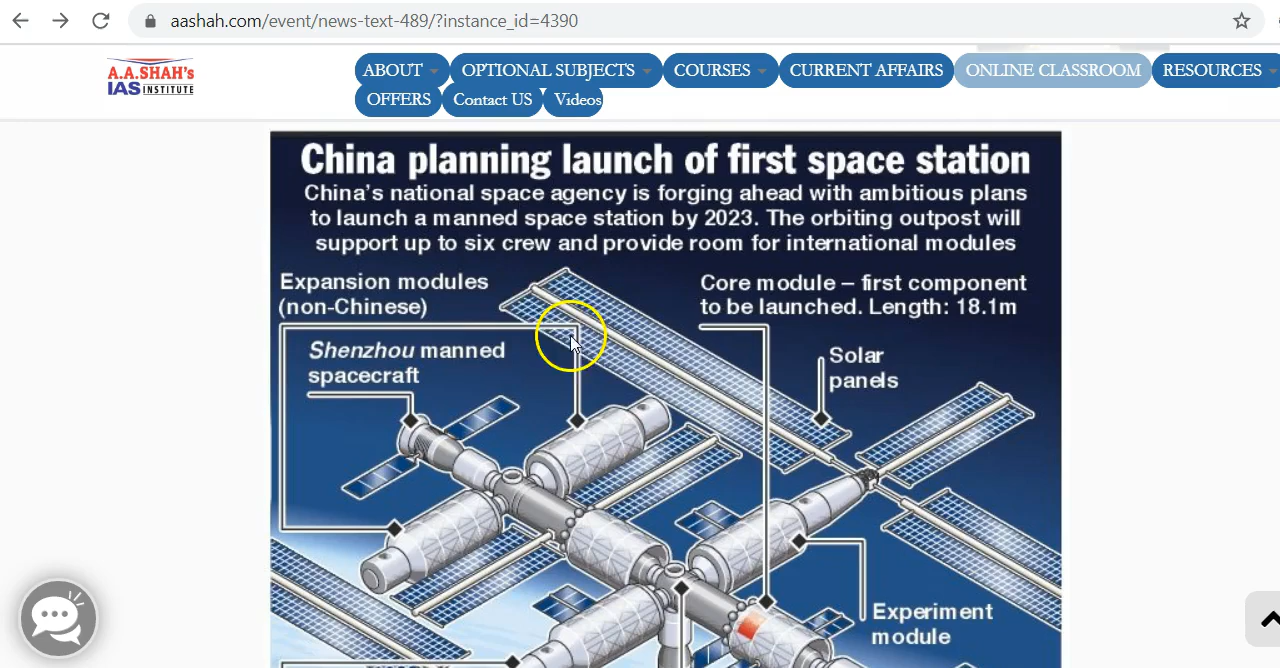 aashah.com/event/news-text-489/?instance_id=4390
A.A.SHAH's
IAS INSTITUTE
ABOUT
OPTIONAL SUBJECTS
COURSES
CURRENT AFFAIRS
ONLINE CLASSROOM
RESOURCES
OFFERS
Contact US
Videos
China planning launch of first space station
China's national space agency is forging ahead with ambitious plans
to launch a manned space station by 2023. The orbiting outpost will
support up to six crew and provide room for international modules
Expansion modules
(non-Chinese)
Shenzhou manned
spacecraft
Core module – first component
to be launched. Length: 18.1m
Solar
panels
Experiment
module